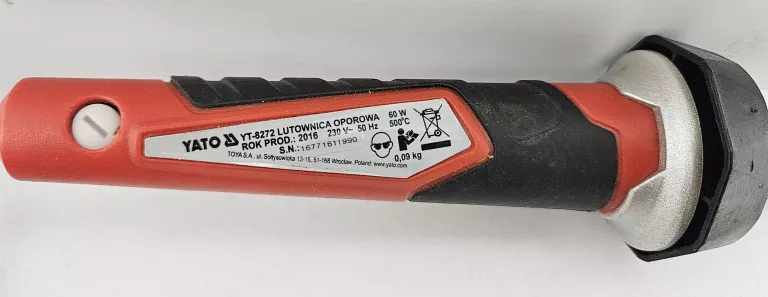 YATO YT-8272 LUTOWNICA OPOROWA 60 W
ROK PROD.: 2016 230 V~ 50 Hz 500°C
S.N.: 16771611990
0,09 kg
TOYA S.A., ul. Sołtysowicka 13-15, 51-168 Wrocław, Poland; www.yato.com